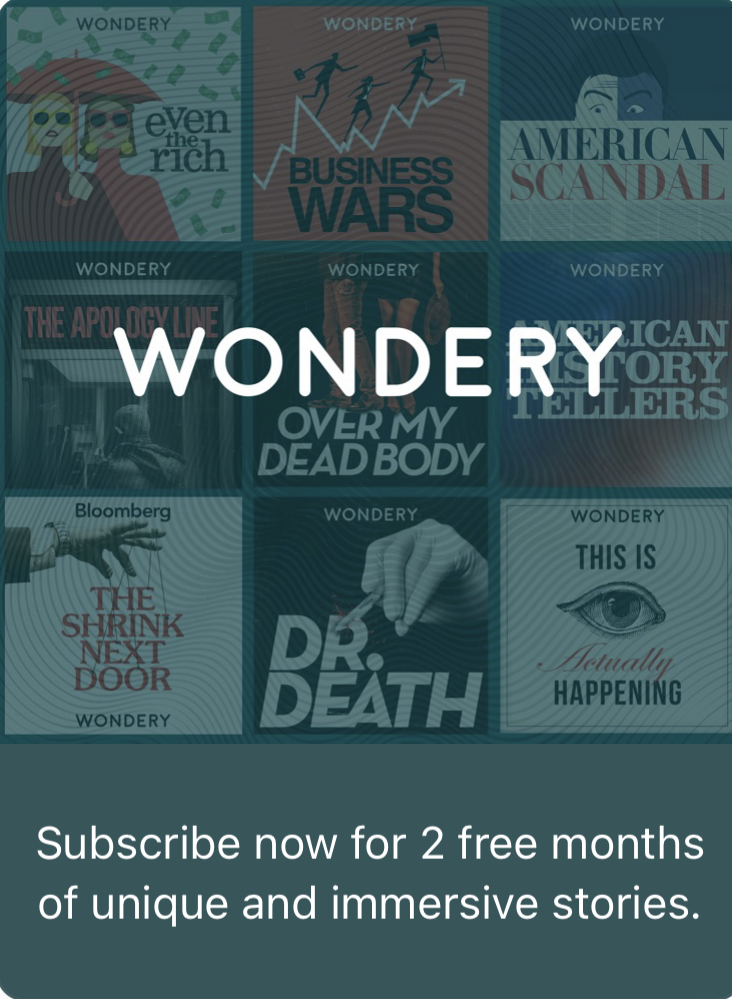 WONDERY
even
the
rich
WONDERY
BUSINESS
WARS
WONDERY
AMERICAN
SCANDAL
WONDERY
THE APOLOGY LINE
WONDERY
OVER MY
DEAD BODY
WONDERY
AMERICAN
HISTORY
TELLERS
WONDERY
Bloomberg
THE
SHRINK
NEXT
DOOR
WONDERY
WONDERY
DR.
DEATH
WONDERY
THIS IS
Actually
HAPPENING
Subscribe now for 2 free months
of unique and immersive stories.